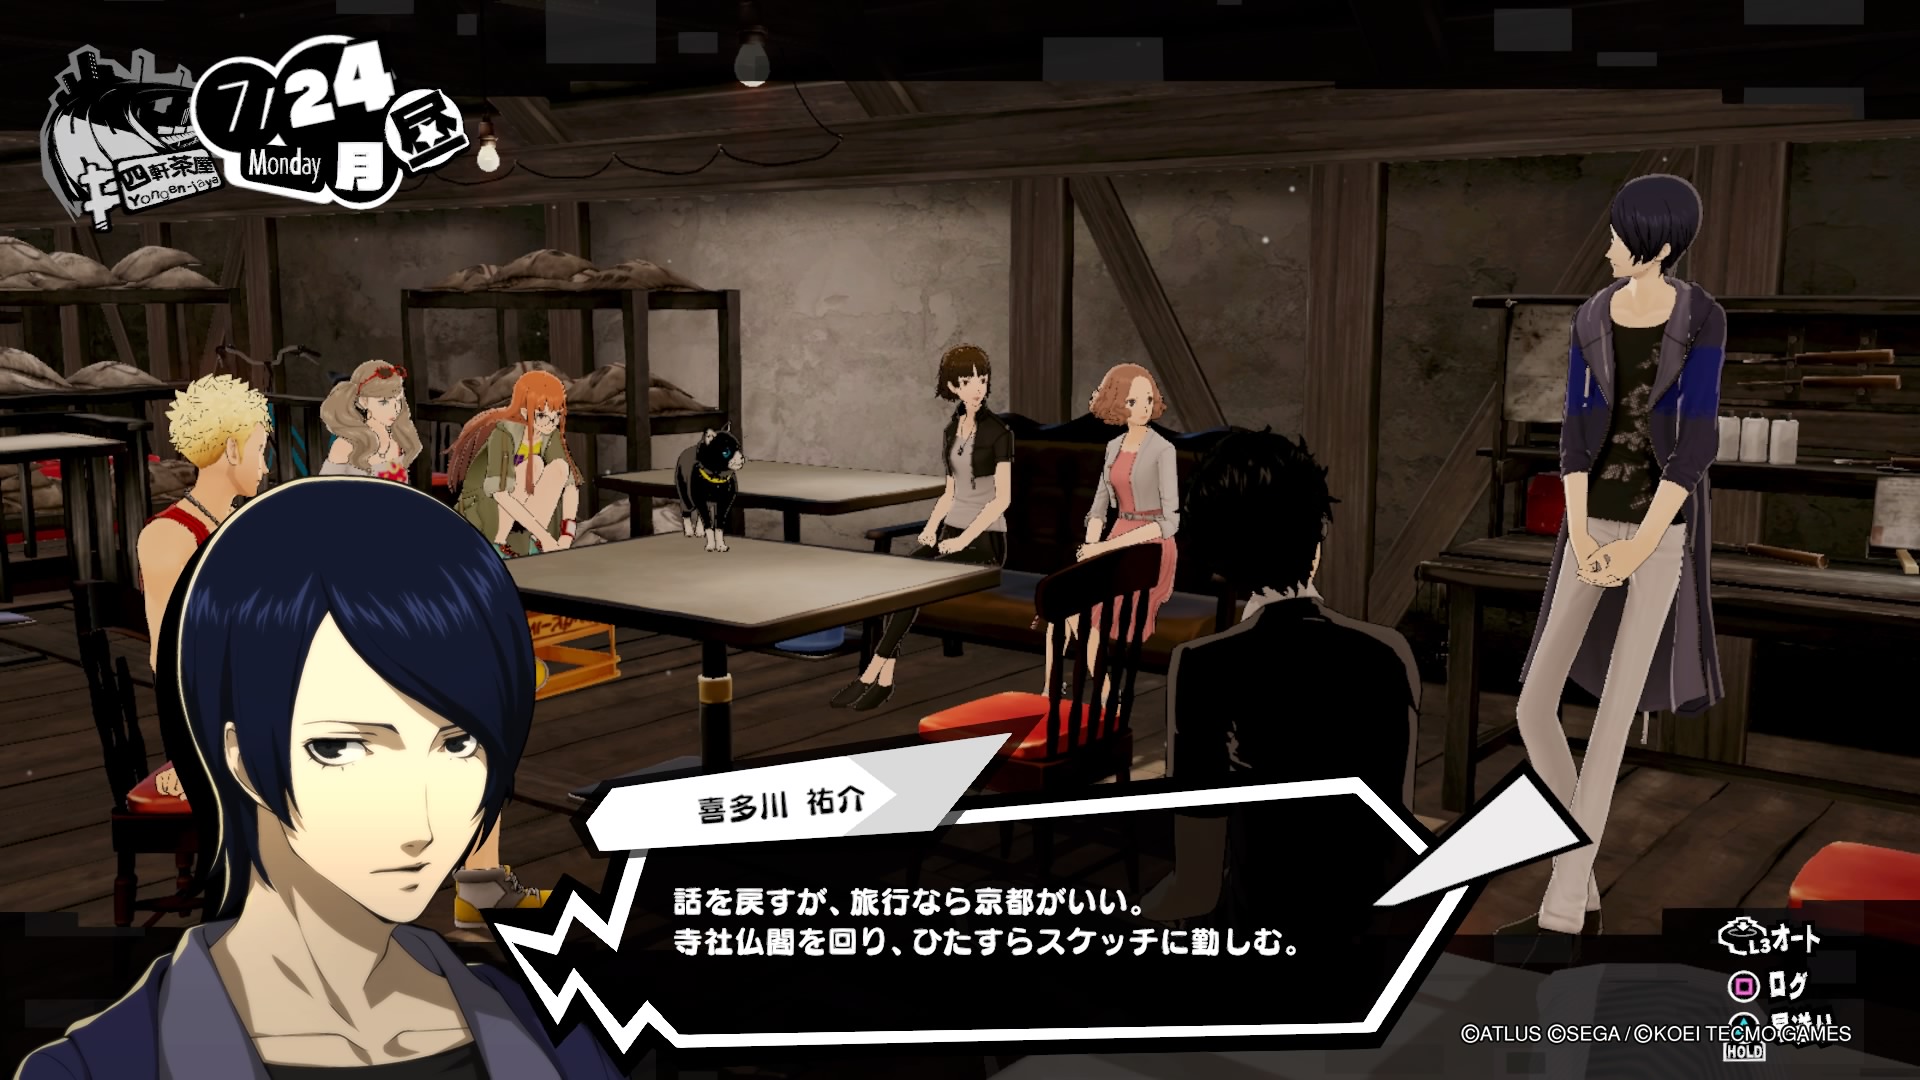 7/24
Monday
月
昼
四軒茶屋
Yongen-jaya
喜多川 祐介
話を戻すが、旅行なら京都がいい。
寺社仏閣を回り、ひたすらスケッチに勤しむ。
L3オート
ログ
早送り
HOLD
©ATLUS ©SEGA / ©KOEI TECMO GAMES